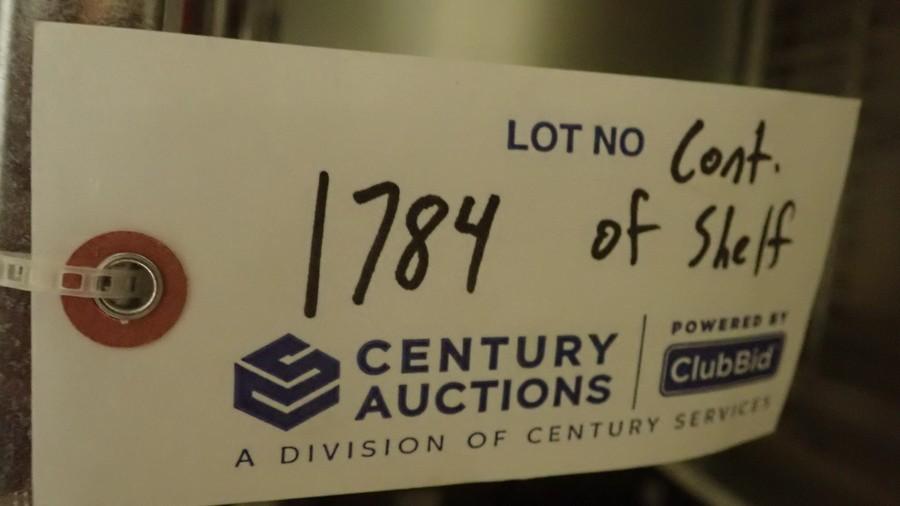 LOT NO Cont.
1784 of Shelf
CENTURY
AUCTIONS
POWERED BY
ClubBid
A DIVISION OF CENTURY SERVICES